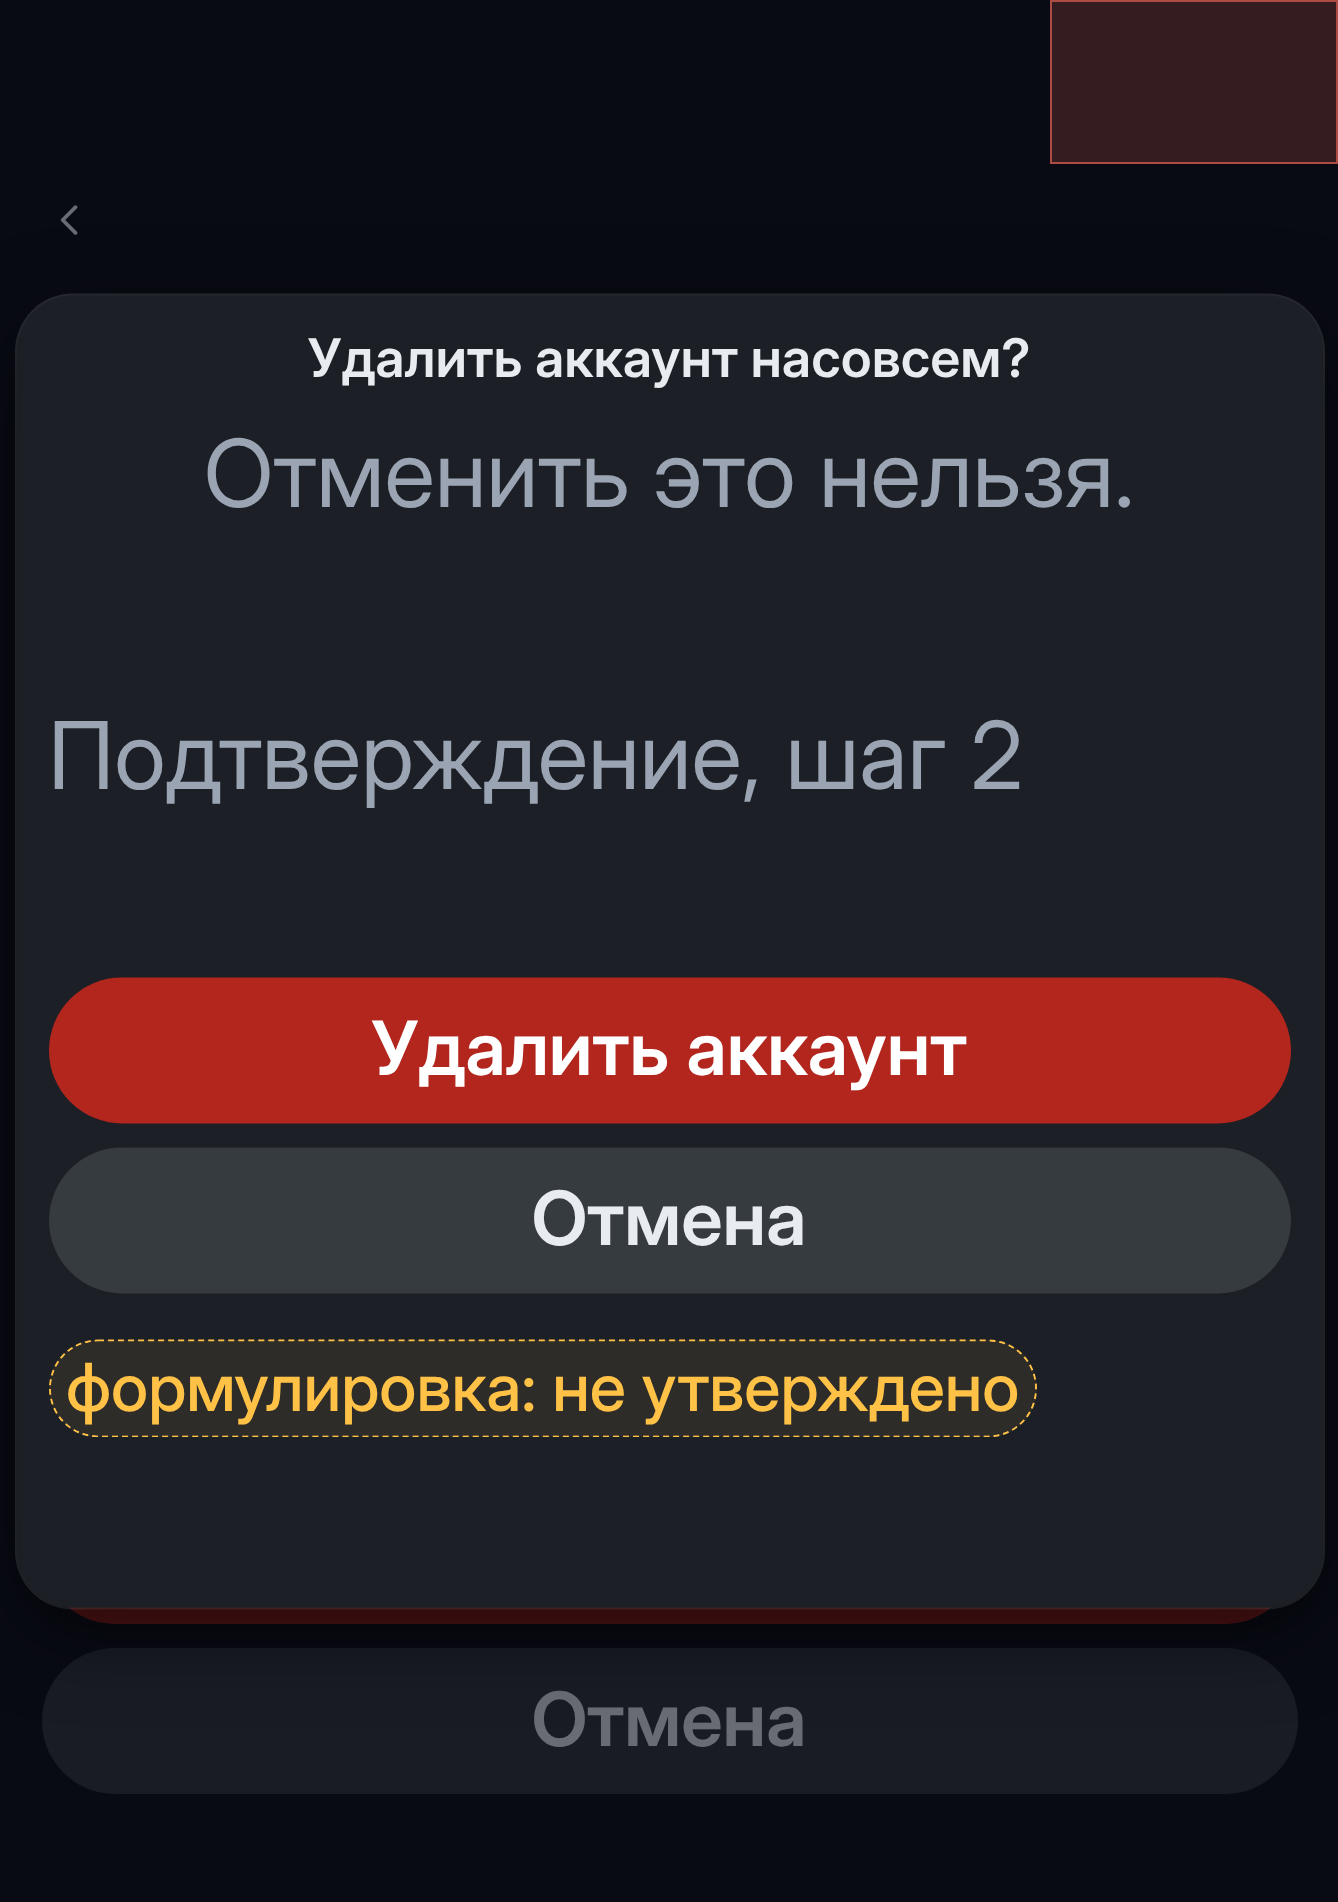 Удалить аккаунт насовсем?
Отменить это нельзя.
Подтверждение, шаг 2
Удалить аккаунт
Отмена
формулировка: не утверждено
Отмена